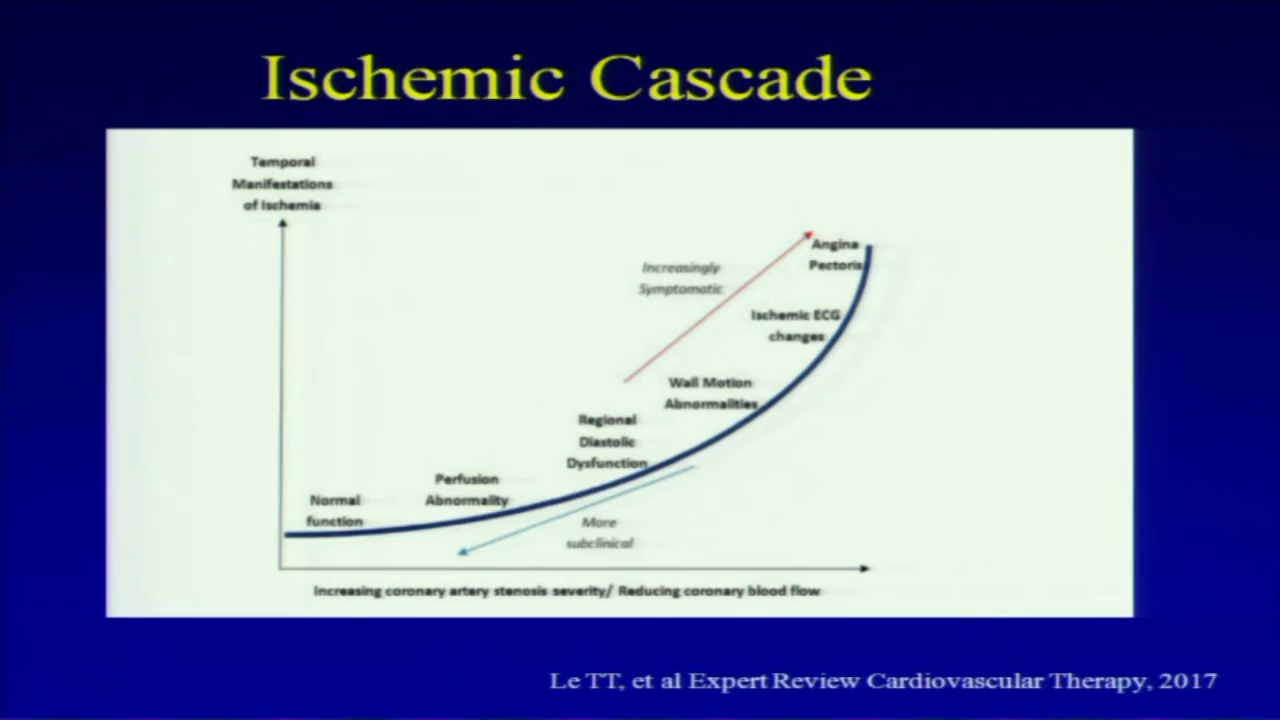 Ischemic Cascade
Temporal
Manifestations
of Ischemia
Angina
Pectoris
Increasingly
Symptomatic
Ischemic ECG
changes
Wall Motion
Abnormalities
Regional
Diastolic
Dysfunction
Perfusion
Abnormality
Normal
function
More
subclinical
Increasing coronary artery stenosis severity/ Reducing coronary blood flow
Le TT, et al Expert Review Cardiovascular Therapy, 2017